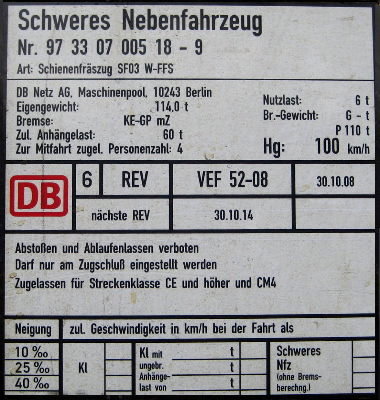 Schweres Nebenfahrzeug
Nr. 97 33 07 005 18 - 9
Art: Schienenfräszug SF03 W-FFS
DB Netz AG, Maschinenpool, 10243 Berlin
Eigengewicht: 114,0 t
Bremse: KE-GP mZ
Zul. Anhängelast: 60 t
Zur Mitfahrt zugel. Personenzahl: 4
Nutzlast: 6 t
Br.-Gewicht: G - t
P 110 t
Hg: 100 km/h
DB 6 REV VEF 52-08 30.10.08
nächste REV 30.10.14
Abstoßen und Ablaufenlassen verboten
Darf nur am Zugschluß eingestellt werden
Zugelassen für Streckenklasse CE und höher und CM4
Neigung zul. Geschwindigkeit in km/h bei der Fahrt als
10 ‰
25 ‰
40 ‰
Kl
Kl mit t
ungebr.
Anhänge-
last von t
Schweres
Nfz
(ohne Brems-
berechng.)